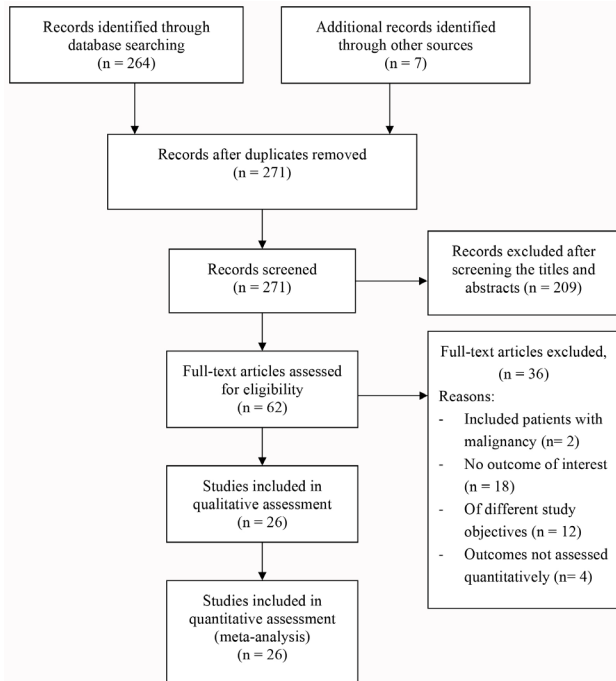 Records identified through
database searching
(n = 264)
Additional records identified
through other sources
(n = 7)
Records after duplicates removed
(n = 271)
Records screened
(n = 271)
Records excluded after
screening the titles and
abstracts (n = 209)
Full-text articles assessed
for eligibility
(n = 62)
Full-text articles excluded,
(n = 36)
Reasons:
- Included patients with
malignancy (n= 2)
- No outcome of interest
(n = 18)
- Of different study
objectives (n = 12)
- Outcomes not assessed
quantitatively (n= 4)
Studies included in
qualitative assessment
n = 26)
Studies included in
quantitative assessment
(meta-analysis)
n = 26)